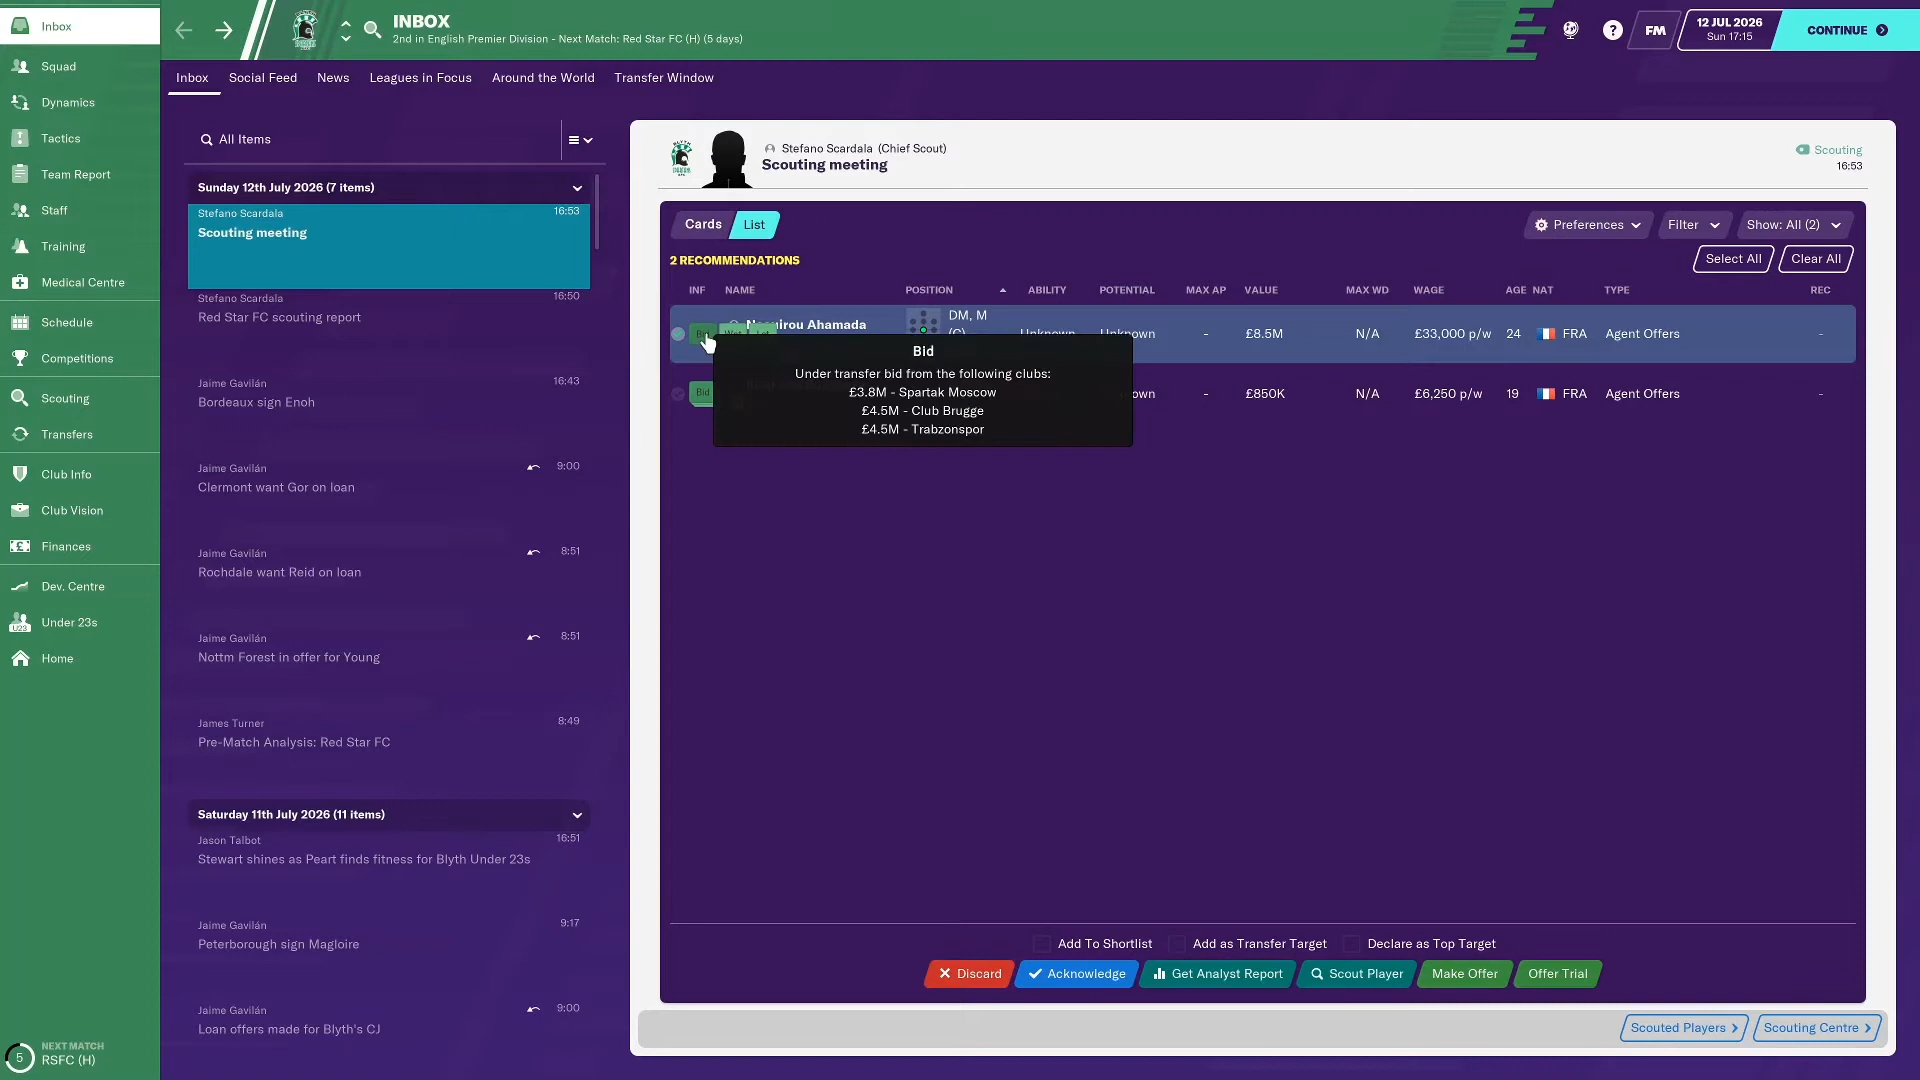 Inbox
Squad
Dynamics
Tactics
Team Report
Staff
Training
Medical Centre
Schedule
Competitions
Scouting
Transfers
Club Info
Club Vision
Finances
Dev. Centre
U23
Under 23s
Home
5
NEXT MATCH
RSFC (H)
INBOX
2nd in English Premier Division - Next Match: Red Star FC (H) (5 days)
?
FM
12 JUL 2026
Sun 17:15
CONTINUE
Inbox Social Feed News Leagues in Focus Around the World Transfer Window
All Items
Sunday 12th July 2026 (7 items)
Stefano Scardala 16:53
Scouting meeting
Stefano Scardala 16:50
Red Star FC scouting report
Jaime Gavilán 16:43
Bordeaux sign Enoh
Jaime Gavilán 9:00
Clermont want Gor on loan
Jaime Gavilán 8:51
Rochdale want Reid on loan
Jaime Gavilán 8:51
Nottm Forest in offer for Young
James Turner 8:49
Pre-Match Analysis: Red Star FC
Saturday 11th July 2026 (11 items)
Jason Talbot 16:51
Stewart shines as Peart finds fitness for Blyth Under 23s
Jaime Gavilán 9:17
Peterborough sign Magloire
Jaime Gavilán 9:00
Loan offers made for Blyth's CJ
Stefano Scardala (Chief Scout)
Scouting meeting
Scouting
16:53
Cards List
Preferences Filter Show: All (2)
2 RECOMMENDATIONS
Select All Clear All
INF NAME POSITION ABILITY POTENTIAL MAX AP VALUE MAX WD WAGE AGE NAT TYPE REC
Ahamada DM, M Unknown Unknown - £8.5M N/A £33,000 p/w 24 FRA Agent Offers -
Bid - £850K N/A £6,250 p/w 19 FRA Agent Offers -
Bid
Under transfer bid from the following clubs:
£3.8M - Spartak Moscow
£4.5M - Club Brugge
£4.5M - Trabzonspor
Add To Shortlist Add as Transfer Target Declare as Top Target
Discard Acknowledge Get Analyst Report Scout Player Make Offer Offer Trial
Scouted Players Scouting Centre